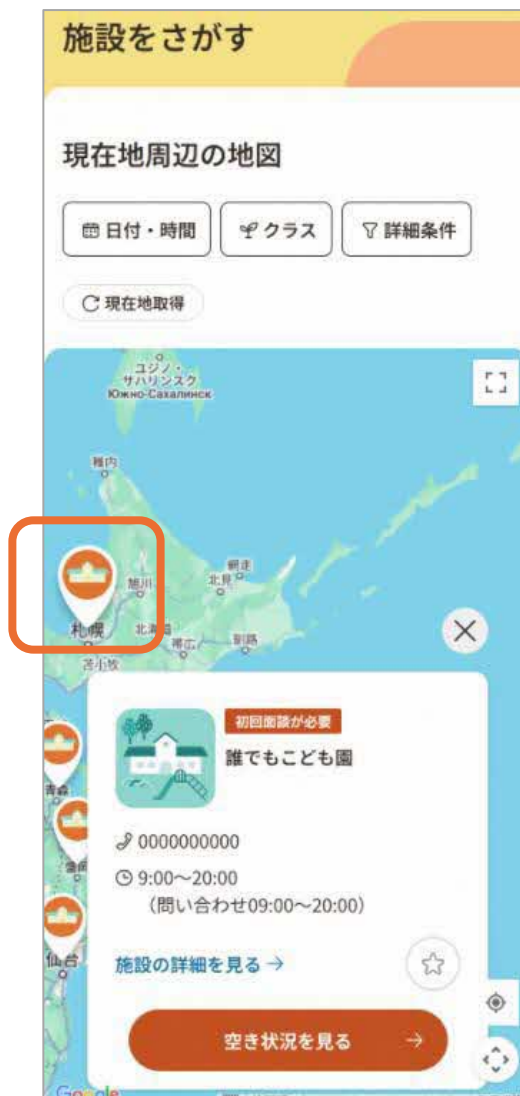 施設をさがす
現在地周辺の地図
日付・時間 クラス 詳細条件
現在地取得
ユジノ・
サハリンスク
Южно-Сахалинск
稚内
網走
旭川 北見
札幌
帯広 釧路
苫小牧
初回面談が必要
誰でもこども園
青森
0000000000
9:00～20:00
（問い合わせ09:00～20:00）
仙台
施設の詳細を見る→
空き状況を見る →
Google